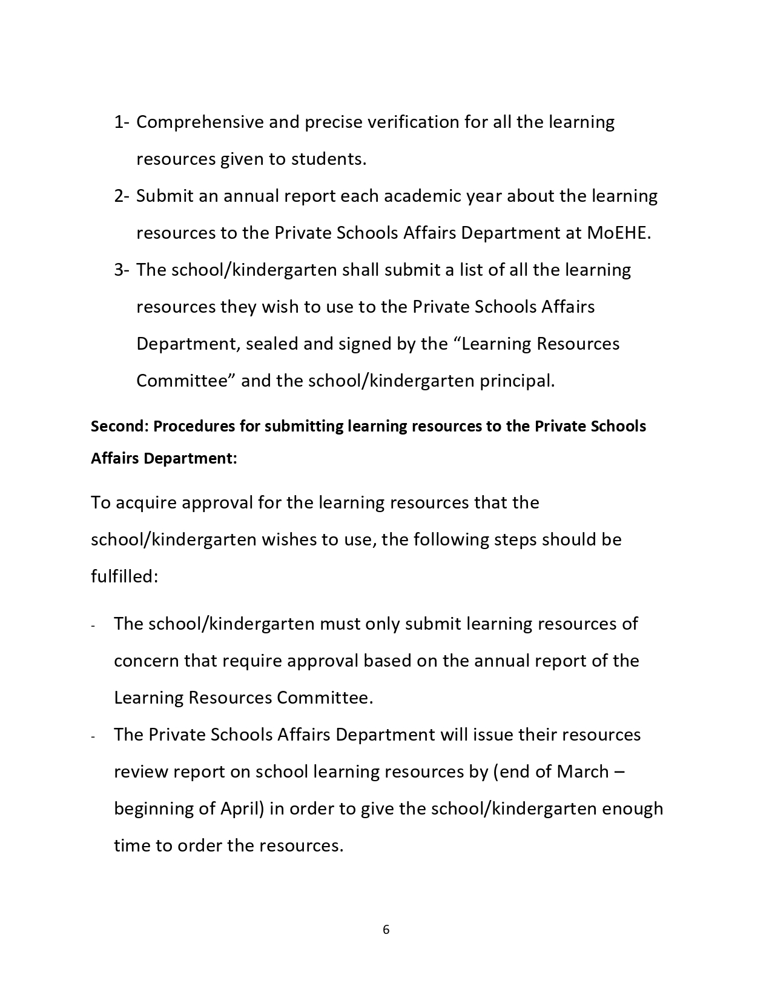 1- Comprehensive and precise verification for all the learning
resources given to students.
2- Submit an annual report each academic year about the learning
resources to the Private Schools Affairs Department at MoEHE.
3- The school/kindergarten shall submit a list of all the learning
resources they wish to use to the Private Schools Affairs
Department, sealed and signed by the “Learning Resources
Committee” and the school/kindergarten principal.
Second: Procedures for submitting learning resources to the Private Schools
Affairs Department:
To acquire approval for the learning resources that the
school/kindergarten wishes to use, the following steps should be
fulfilled:
- The school/kindergarten must only submit learning resources of
concern that require approval based on the annual report of the
Learning Resources Committee.
- The Private Schools Affairs Department will issue their resources
review report on school learning resources by (end of March –
beginning of April) in order to give the school/kindergarten enough
time to order the resources.
6